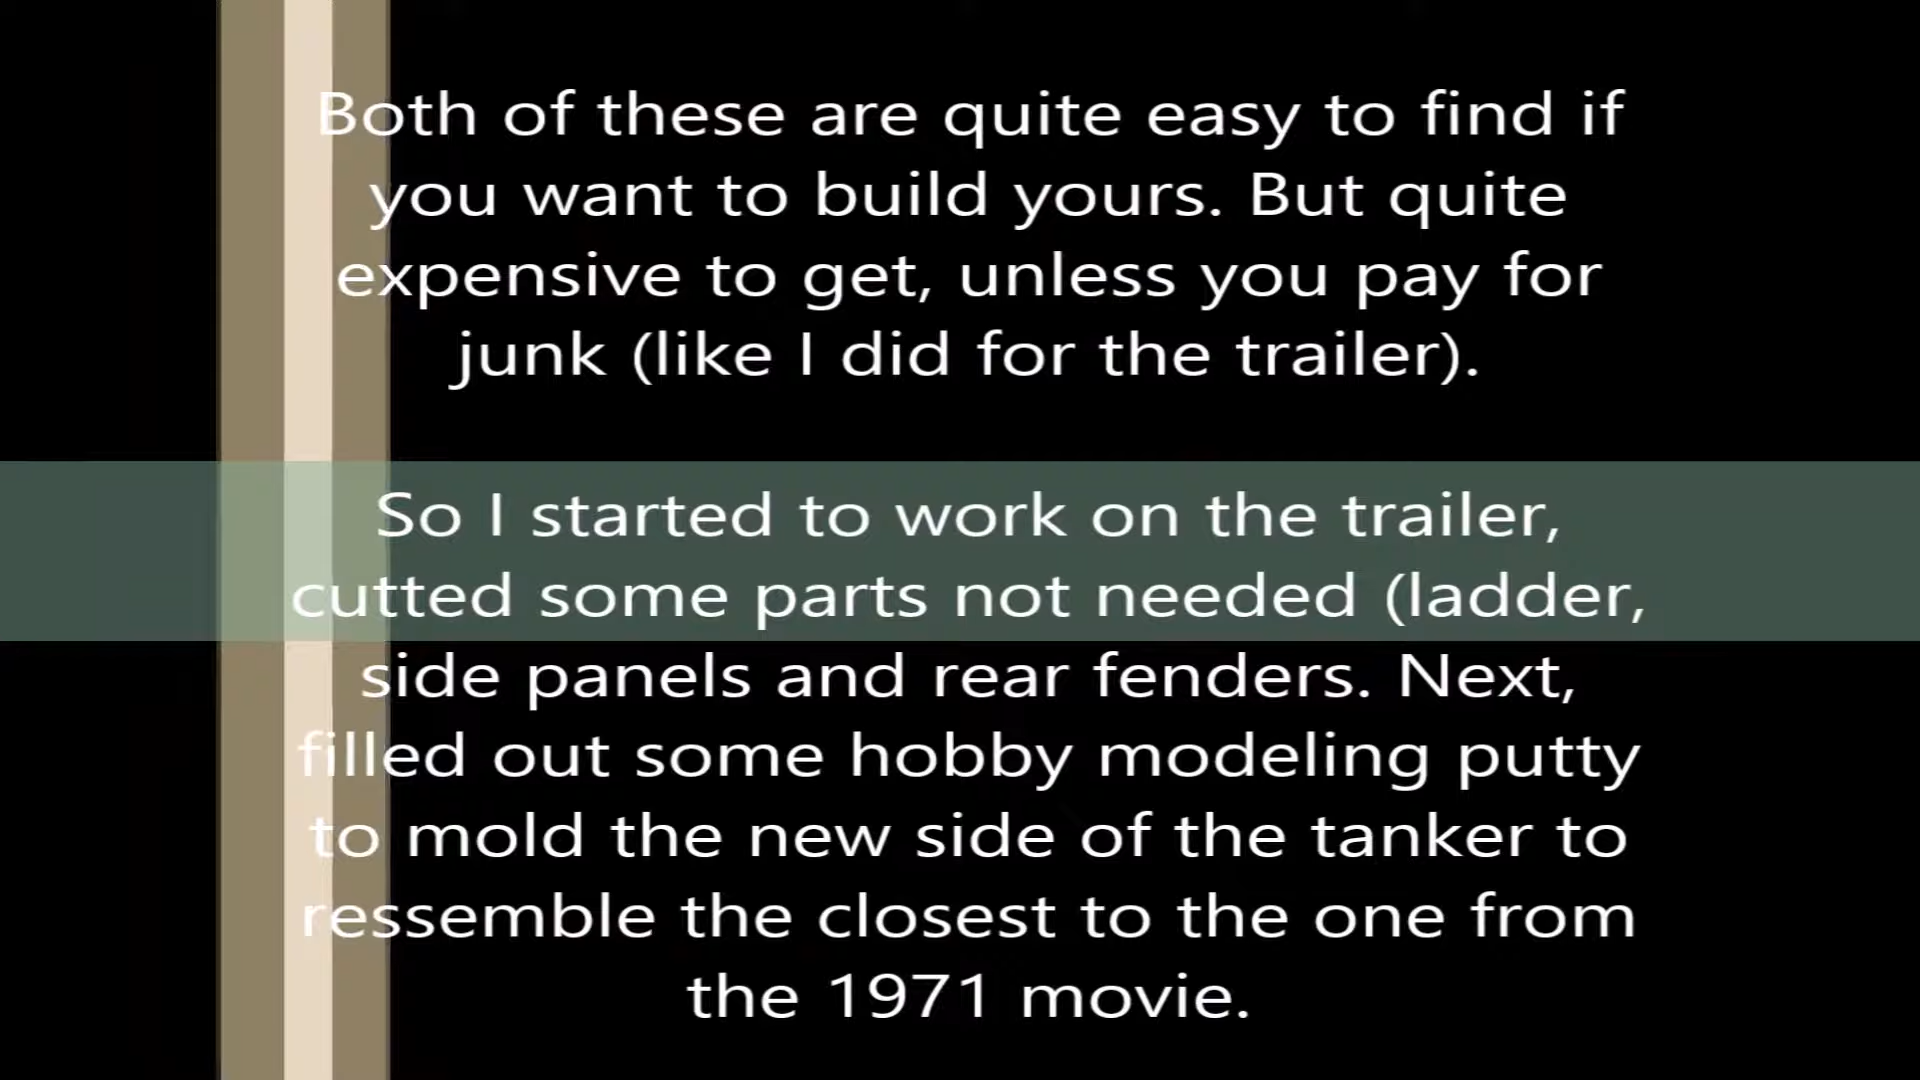 Both of these are quite easy to find if
you want to build yours. But quite
expensive to get, unless you pay for
junk (like I did for the trailer).
So I started to work on the trailer,
cutted some parts not needed (ladder,
side panels and rear fenders. Next,
filled out some hobby modeling putty
to mold the new side of the tanker to
ressemble the closest to the one from
the 1971 movie.